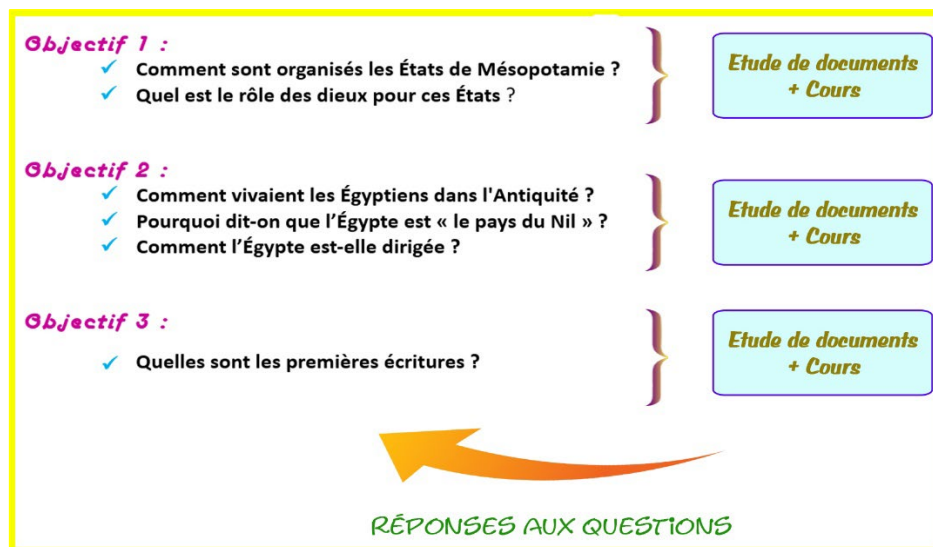 Objectif 1 :
✓ Comment sont organisés les États de Mésopotamie ?
✓ Quel est le rôle des dieux pour ces États ?
Etude de documents
+ Cours
Objectif 2 :
✓ Comment vivaient les Égyptiens dans l'Antiquité ?
✓ Pourquoi dit-on que l’Égypte est « le pays du Nil » ?
✓ Comment l’Égypte est-elle dirigée ?
Etude de documents
+ Cours
Objectif 3 :
✓ Quelles sont les premières écritures ?
Etude de documents
+ Cours
RÉPONSES AUX QUESTIONS